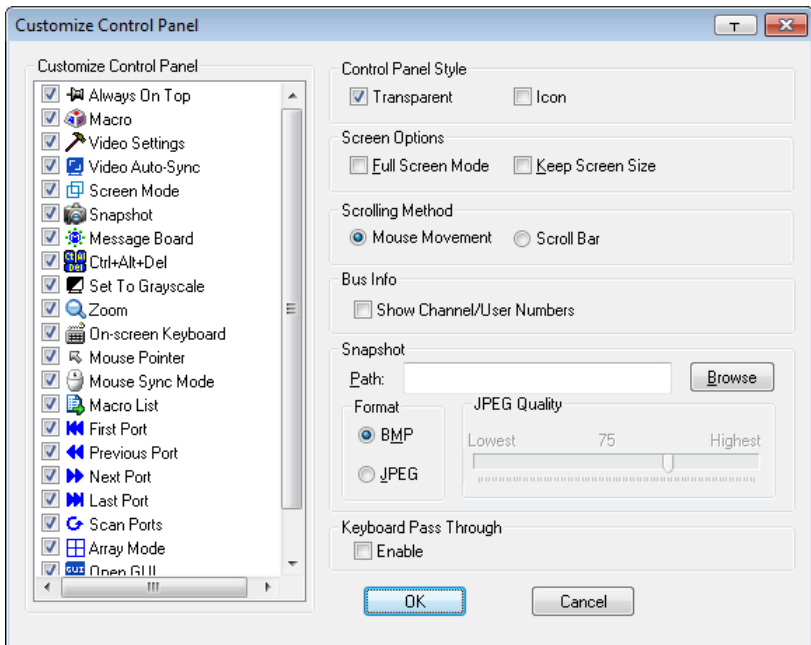 Customize Control Panel
Customize Control Panel
Always On Top
Macro
Video Settings
Video Auto-Sync
Screen Mode
Snapshot
Message Board
Ctrl+Alt+Del
Set To Grayscale
Zoom
On-screen Keyboard
Mouse Pointer
Mouse Sync Mode
Macro List
First Port
Previous Port
Next Port
Last Port
Scan Ports
Array Mode
GUI Open GUI
Control Panel Style
Transparent Icon
Screen Options
Full Screen Mode Keep Screen Size
Scrolling Method
Mouse Movement Scroll Bar
Bus Info
Show Channel/User Numbers
Snapshot
Path: Browse
Format
BMP
JPEG
JPEG Quality
Lowest 75 Highest
Keyboard Pass Through
Enable
OK Cancel